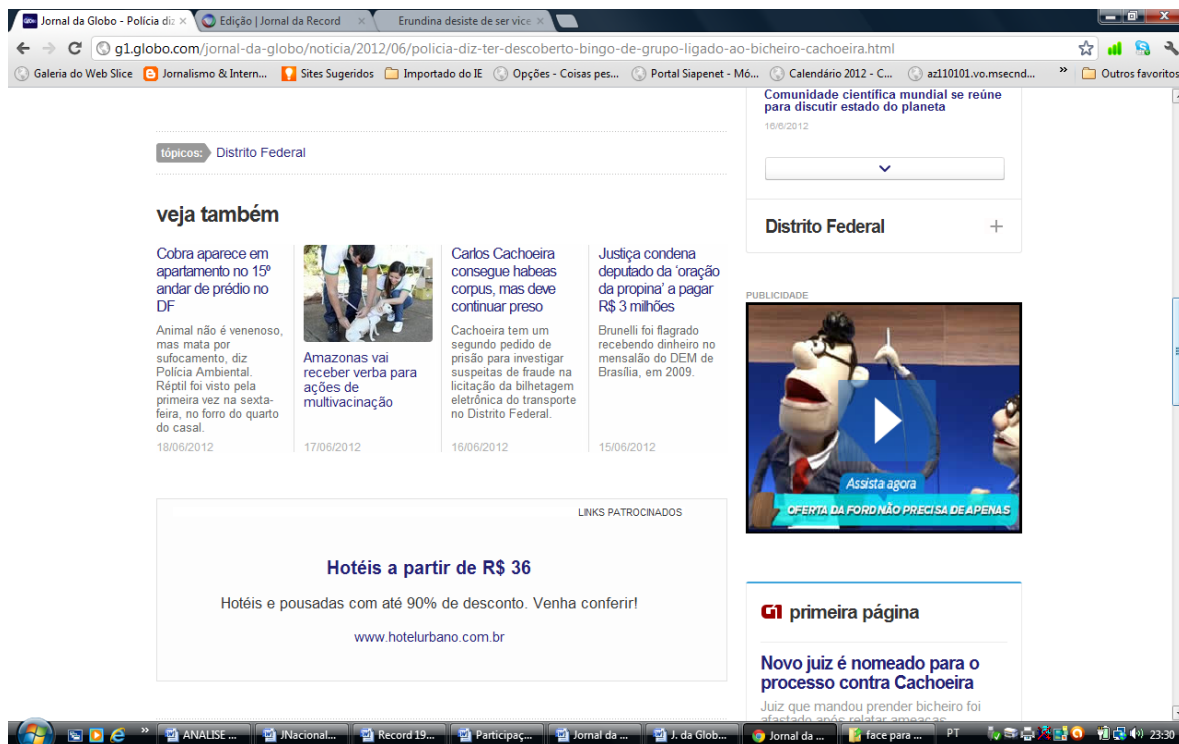 Jornal da Globo - Polícia diz
Edição | Jornal da Record
Erundina desiste de ser vice
g1.globo.com/jornal-da-globo/noticia/2012/06/policia-diz-ter-descoberto-bingo-de-grupo-ligado-ao-bicheiro-cachoeira.html
Galeria do Web Slice
Jornalismo & Intern...
Sites Sugeridos
Importado do IE
Opções - Coisas pes...
Portal Siapenet - Mó...
Calendário 2012 - C...
az110101.vo.msecnd...
»
Outros favoritos
tópicos:
Distrito Federal
veja também
Cobra aparece em
apartamento no 15º
andar de prédio no
DF
Animal não é venenoso,
mas mata por
sufocamento, diz
Polícia Ambiental.
Réptil foi visto pela
primeira vez na sexta-
feira, no forro do quarto
do casal.
18/06/2012
Amazonas vai
receber verba para
ações de
multivacinação
17/06/2012
Carlos Cachoeira
consegue habeas
corpus, mas deve
continuar preso
Cachoeira tem um
segundo pedido de
prisão para investigar
suspeitas de fraude na
licitação da bilhetagem
eletrônica do transporte
no Distrito Federal.
16/06/2012
Justiça condena
deputado da 'oração
da propina' a pagar
R$ 3 milhões
Brunelli foi flagrado
recebendo dinheiro no
mensalão do DEM de
Brasília, em 2009.
15/06/2012
LINKS PATROCINADOS
Hotéis a partir de R$ 36
Hotéis e pousadas com até 90% de desconto. Venha conferir!
www.hotelurbano.com.br
Comunidade científica mundial se reúne
para discutir estado do planeta
16/6/2012
Distrito Federal
+
PUBLICIDADE
Assista agora
OFERTA DA FORD NÃO PRECISA DE APENAS
G1 primeira página
Novo juiz é nomeado para o
processo contra Cachoeira
Juiz que mandou prender bicheiro foi
afastado após relatar ameaças
»
ANALISE ...
JNacional...
Record 19...
Participaç...
Jornal da ...
J. da Glob...
Jornal da ...
face para ...
PT
23:30